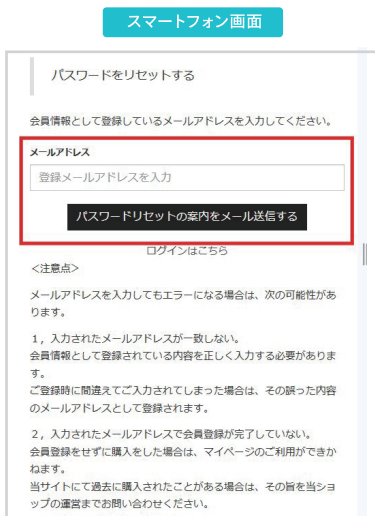 スマートフォン画面
パスワードをリセットする
会員情報として登録しているメールアドレスを入力してください。
メールアドレス
登録メールアドレスを入力
パスワードリセットの案内をメール送信する
ログインはこちら
<注意点>
メールアドレスを入力してもエラーになる場合は、次の可能性があ
ります。
1，入力されたメールアドレスが一致しない。
会員情報として登録されている内容を正しく入力する必要がありま
す。
ご登録時に間違えてご入力されてしまった場合は、その誤った内容
のメールアドレスとして登録されます。
2，入力されたメールアドレスで会員登録が完了していない。
会員登録をせずに購入をした場合は、マイページのご利用ができか
ねます。
当サイトにて過去に購入されたことがある場合は、その旨を当ショ
ップの運営までお問い合わせください。